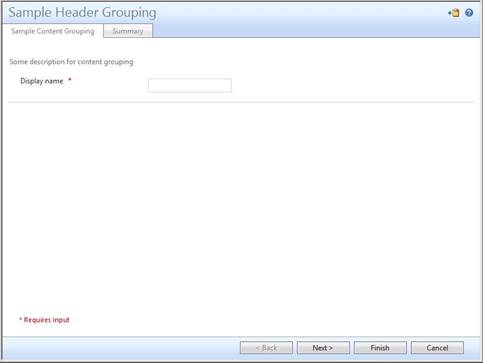 Sample Header Grouping
Sample Content Grouping Summary
Some description for content grouping
Display name *
* Requires input
< Back Next > Finish Cancel